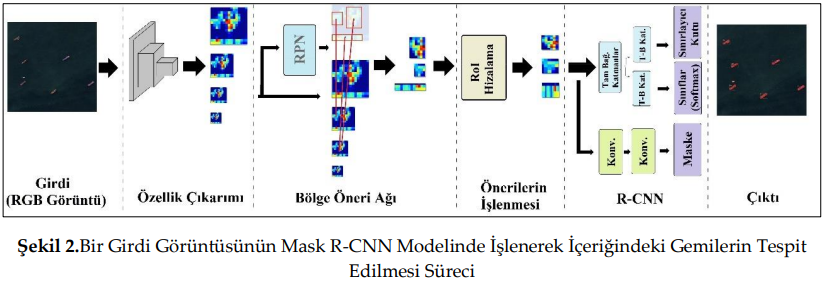 RPN
RoI
Hizalama
Tam Bağ.
Katmanlar
T-B Kat.
T-B Kat.
Sınırlayıcı
Kutu
Sınıflar
(Softmax)
Konv.
Konv.
Maske
Girdi
(RGB Görüntü)
Özellik Çıkarımı
Bölge Öneri Ağı
Önerilerin
İşlenmesi
R-CNN
Çıktı
Şekil 2.Bir Girdi Görüntüsünün Mask R-CNN Modelinde İşlenerek İçeriğindeki Gemilerin Tespit
Edilmesi Süreci